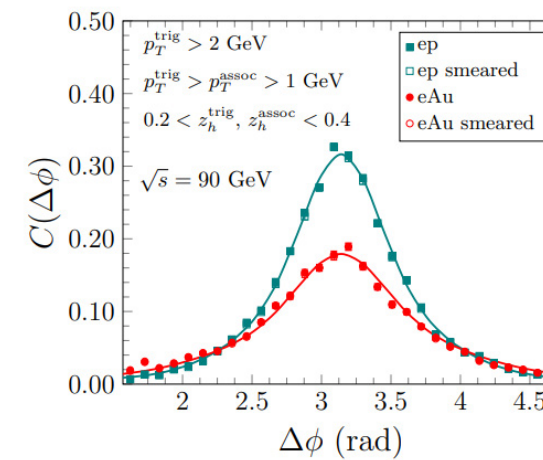 0.50
0.40
0.30
0.20
0.10
0.00
C(Δϕ)
p_T^trig > 2 GeV
p_T^trig > p_T^assoc > 1 GeV
0.2 < z_h^trig, z_h^assoc < 0.4
√s = 90 GeV
ep
ep smeared
eAu
eAu smeared
2 2.5 3 3.5 4 4.5
Δϕ (rad)